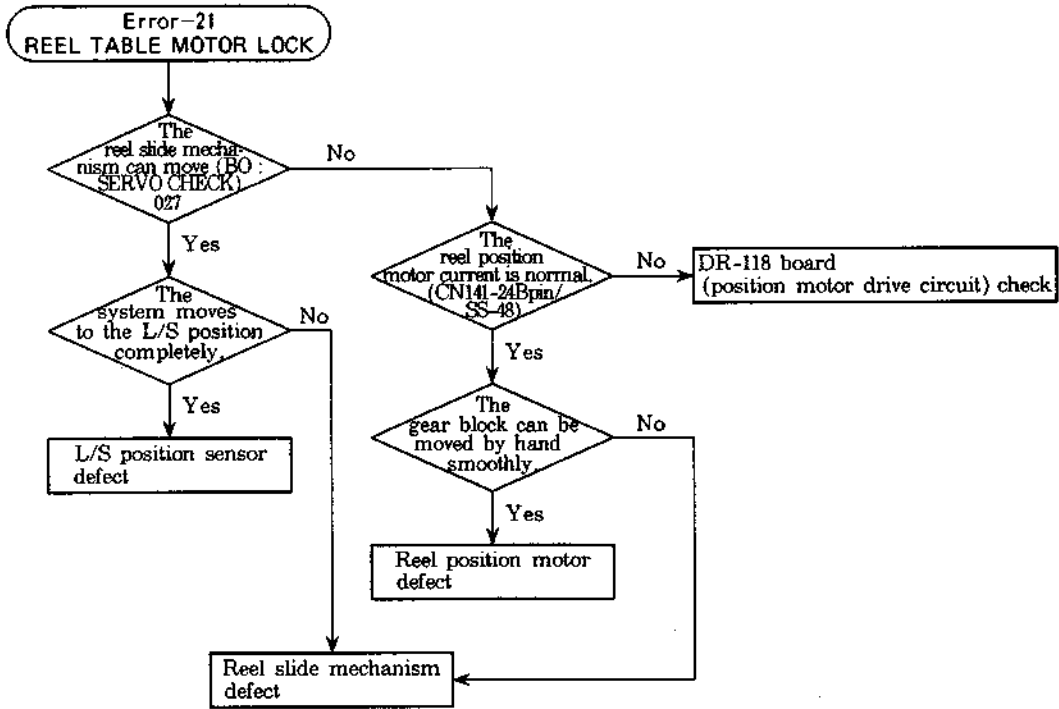 Error-21
REEL TABLE MOTOR LOCK
The
reel slide mecha-
nism can move (BO :
SERVO CHECK)
027
No
Yes
The
system moves
to the L/S position
completely.
No
Yes
L/S position sensor
defect
The
reel position
motor current is normal.
(CN141-24Bpin/
SS-48)
No
DR-118 board
(position motor drive circuit) check
Yes
The
gear block can be
moved by hand
smoothly.
No
Yes
Reel position motor
defect
Reel slide mechanism
defect